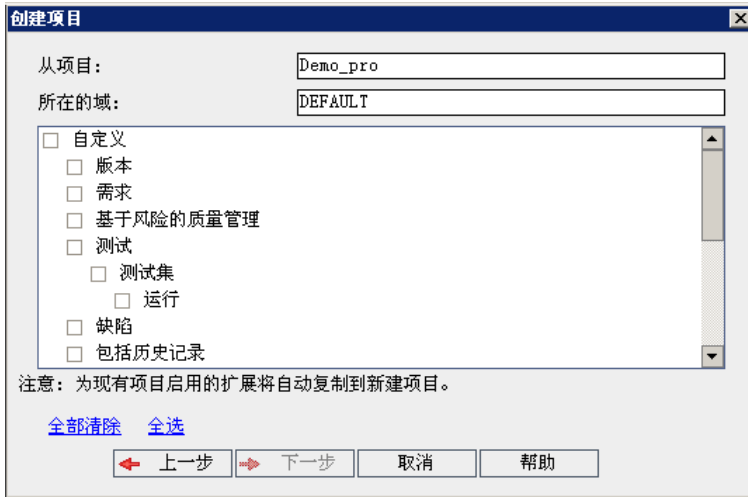 创建项目
从项目: Demo_pro
所在的域: DEFAULT
自定义
版本
需求
基于风险的质量管理
测试
测试集
运行
缺陷
包括历史记录
注意: 为现有项目启用的扩展将自动复制到新建项目。
全部清除 全选
上一步 下一步 取消 帮助